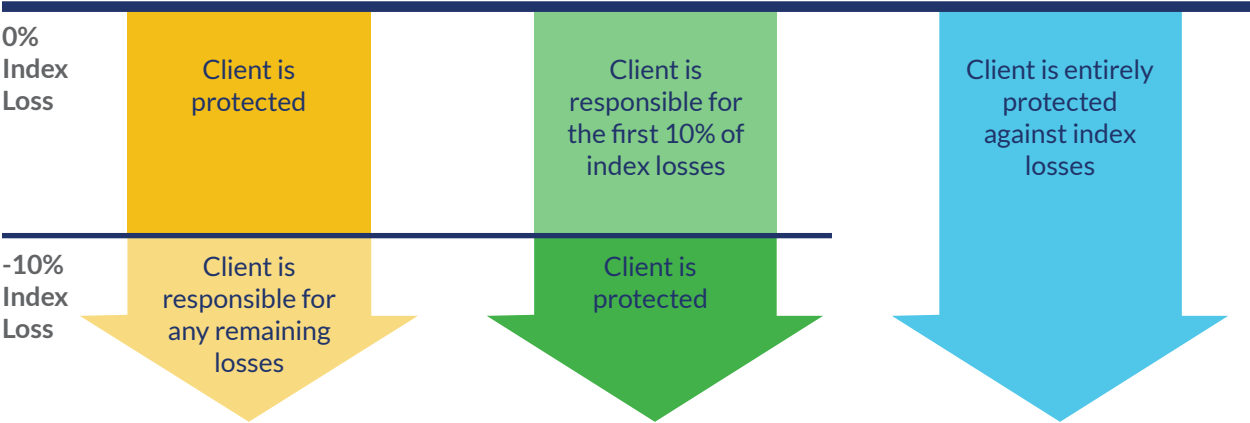 0%
Index
Loss
Client is
protected
Client is
responsible for
the first 10% of
index losses
Client is entirely
protected
against index
losses
-10%
Index
Loss
Client is
responsible for
any remaining
losses
Client is
protected